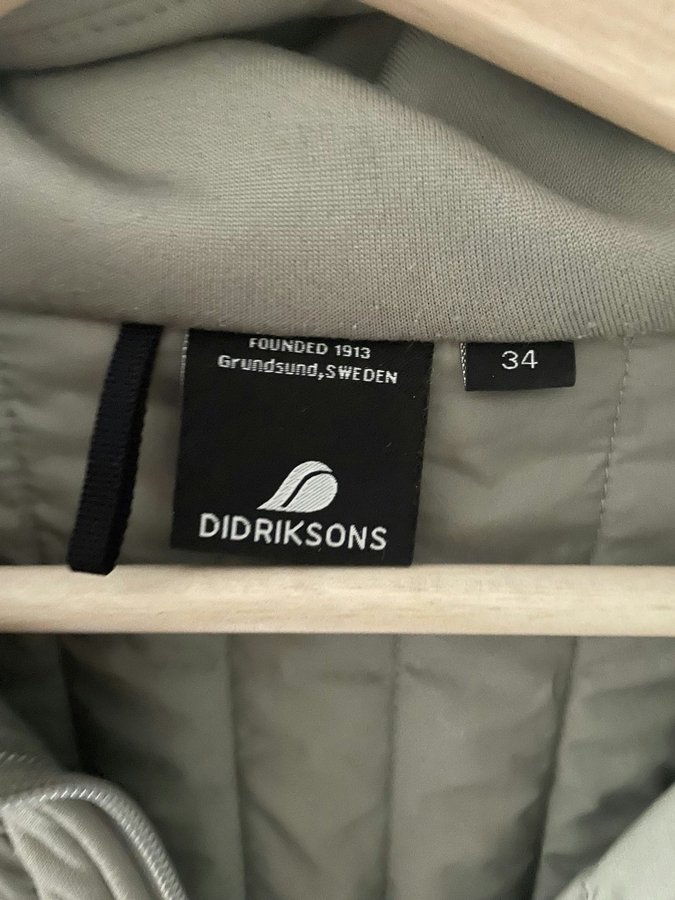 FOUNDED 1913
Grundsund,SWEDEN
DIDRIKSONS
34